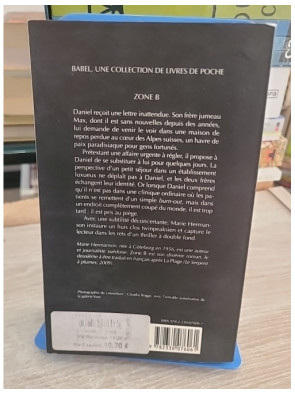 BABEL, UNE COLLECTION DE LIVRES DE POCHE
ZONE B
Daniel reçoit une lettre inattendue. Son frère jumeau
Max, dont il est sans nouvelles depuis des années,
lui demande de venir le voir dans une maison de
repos perdue au cœur des Alpes suisses, un havre de
paix paradisiaque pour gens fortunés.
Prétextant une affaire urgente à régler, il propose à
Daniel de se substituer à lui pour quelques jours. La
perspective d'un petit séjour dans un établissement
luxueux ne déplaît pas à Daniel, et les deux frères
échangent leur identité. Or lorsque Daniel comprend
qu'il n'est pas dans une clinique ordinaire où les pa-
tients se remettent d'un simple burn-out, mais dans
un endroit complètement coupé du monde, il est trop
tard : il est pris au piège.
Avec une subtilité déconcertante, Marie Herman-
son instaure un huis clos twinpeaksien et capture le
lecteur dans les rets d'un thriller à double fond.
Marie Hermanson, née à Göteborg en 1956, est une auteur
et journaliste suédoise. Zone B est son dixième roman, le
deuxième à être traduit en français après La Plage (Le Serpent
à plumes, 2009).
Photographie de couverture :
10,70 €